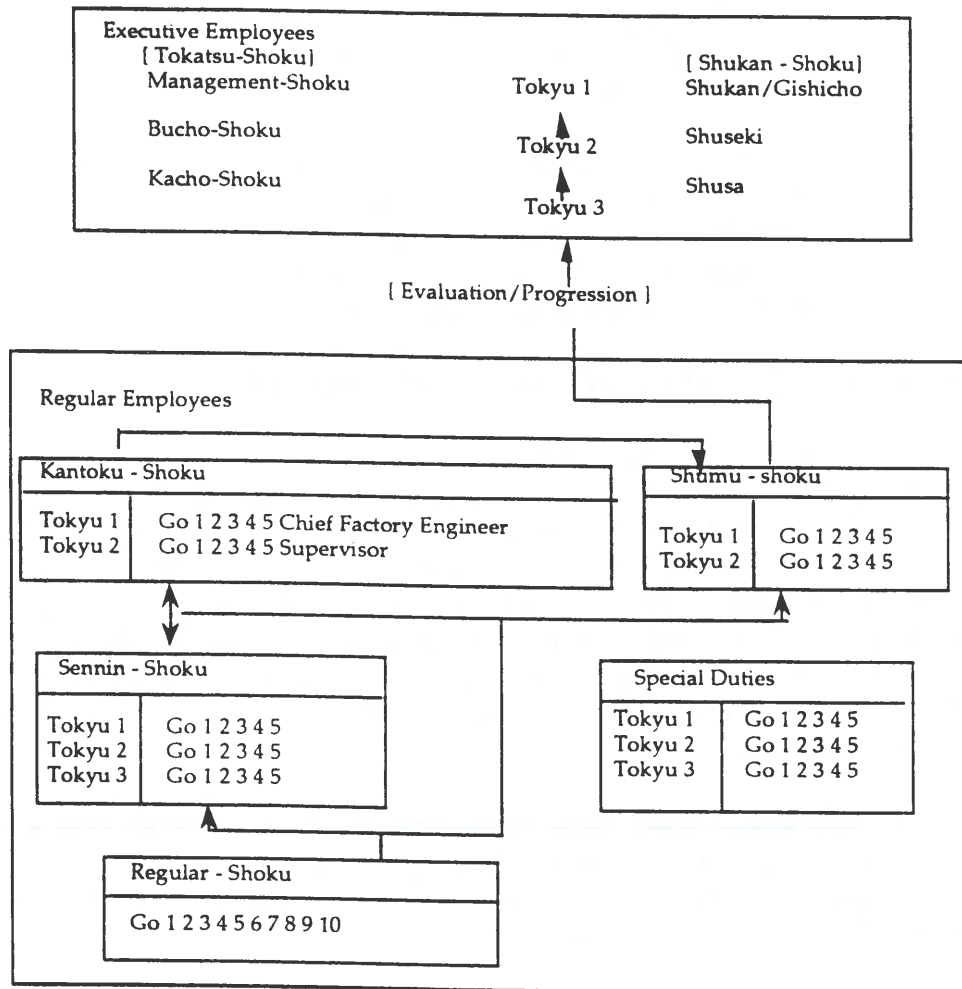 Executive Employees
[ Tokatsu-Shoku]
[ Shukan - Shoku]
Management-Shoku
Tokyu 1
Shukan/Gishicho
Bucho-Shoku
Tokyu 2
Shuseki
Kacho-Shoku
Tokyu 3
Shusa
[ Evaluation/Progression ]
Regular Employees
Kantoku - Shoku
Tokyu 1 Go 1 2 3 4 5 Chief Factory Engineer
Tokyu 2 Go 1 2 3 4 5 Supervisor
Shumu - shoku
Tokyu 1 Go 1 2 3 4 5
Tokyu 2 Go 1 2 3 4 5
Sennin - Shoku
Tokyu 1 Go 1 2 3 4 5
Tokyu 2 Go 1 2 3 4 5
Tokyu 3 Go 1 2 3 4 5
Special Duties
Tokyu 1 Go 1 2 3 4 5
Tokyu 2 Go 1 2 3 4 5
Tokyu 3 Go 1 2 3 4 5
Regular - Shoku
Go 1 2 3 4 5 6 7 8 9 10